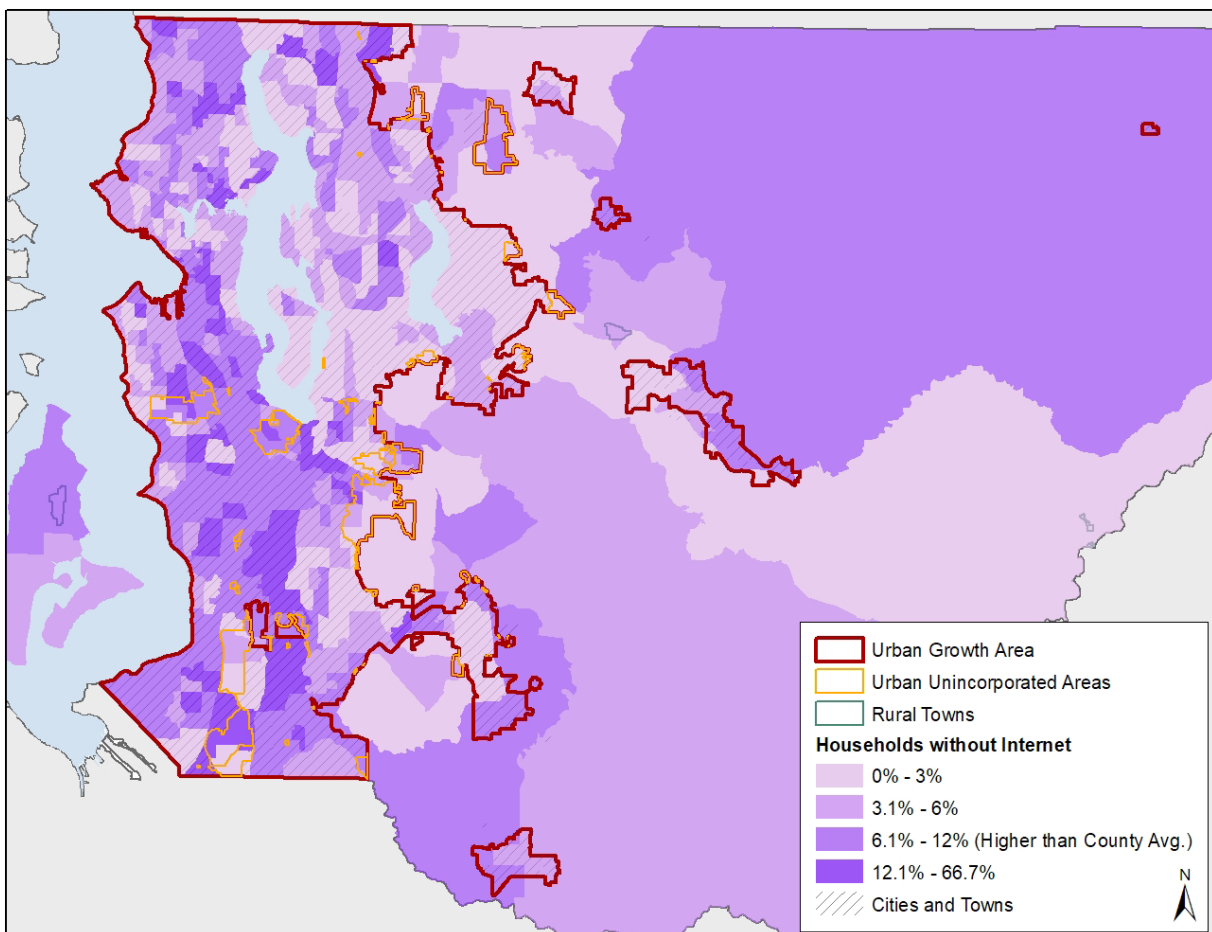 Urban Growth Area
Urban Unincorporated Areas
Rural Towns
Households without Internet
0% - 3%
3.1% - 6%
6.1% - 12% (Higher than County Avg.)
12.1% - 66.7%
Cities and Towns
N